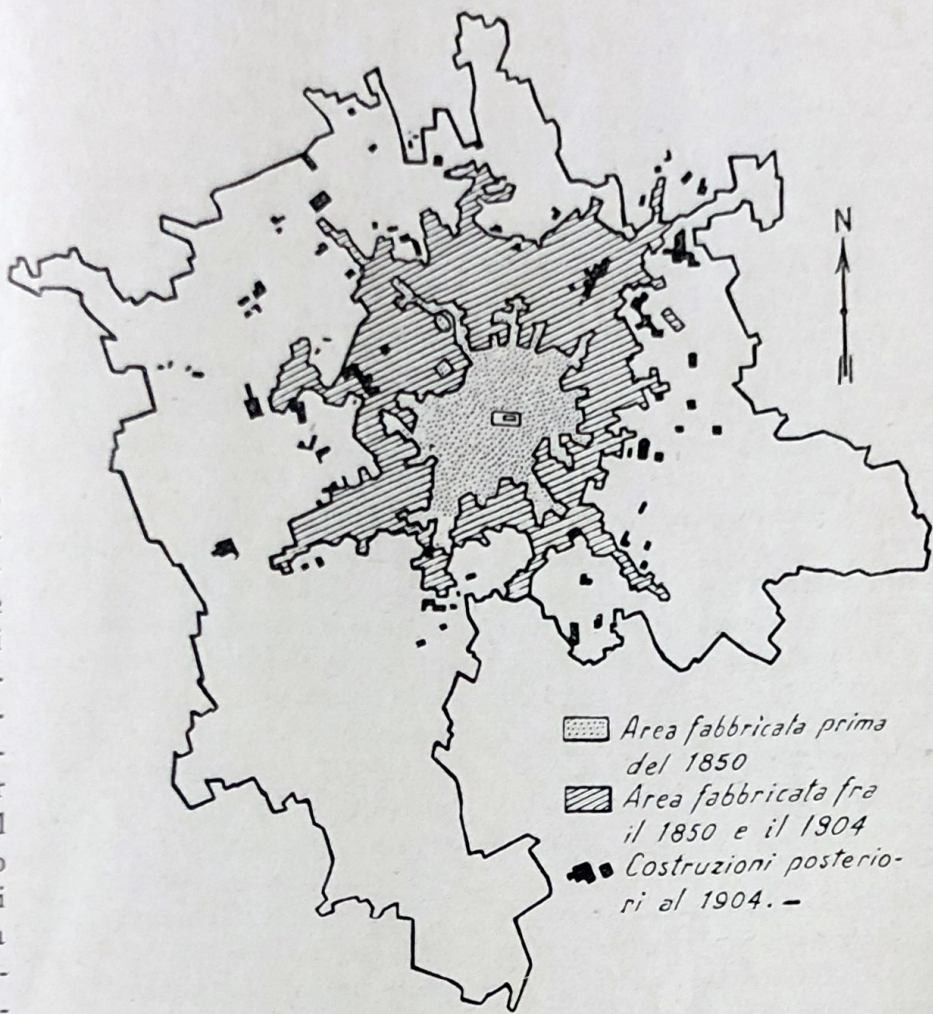 N
Area fabbricata prima
del 1850
Area fabbricata fra
il 1850 e il 1904
Costruzioni posterio-
ri al 1904. –